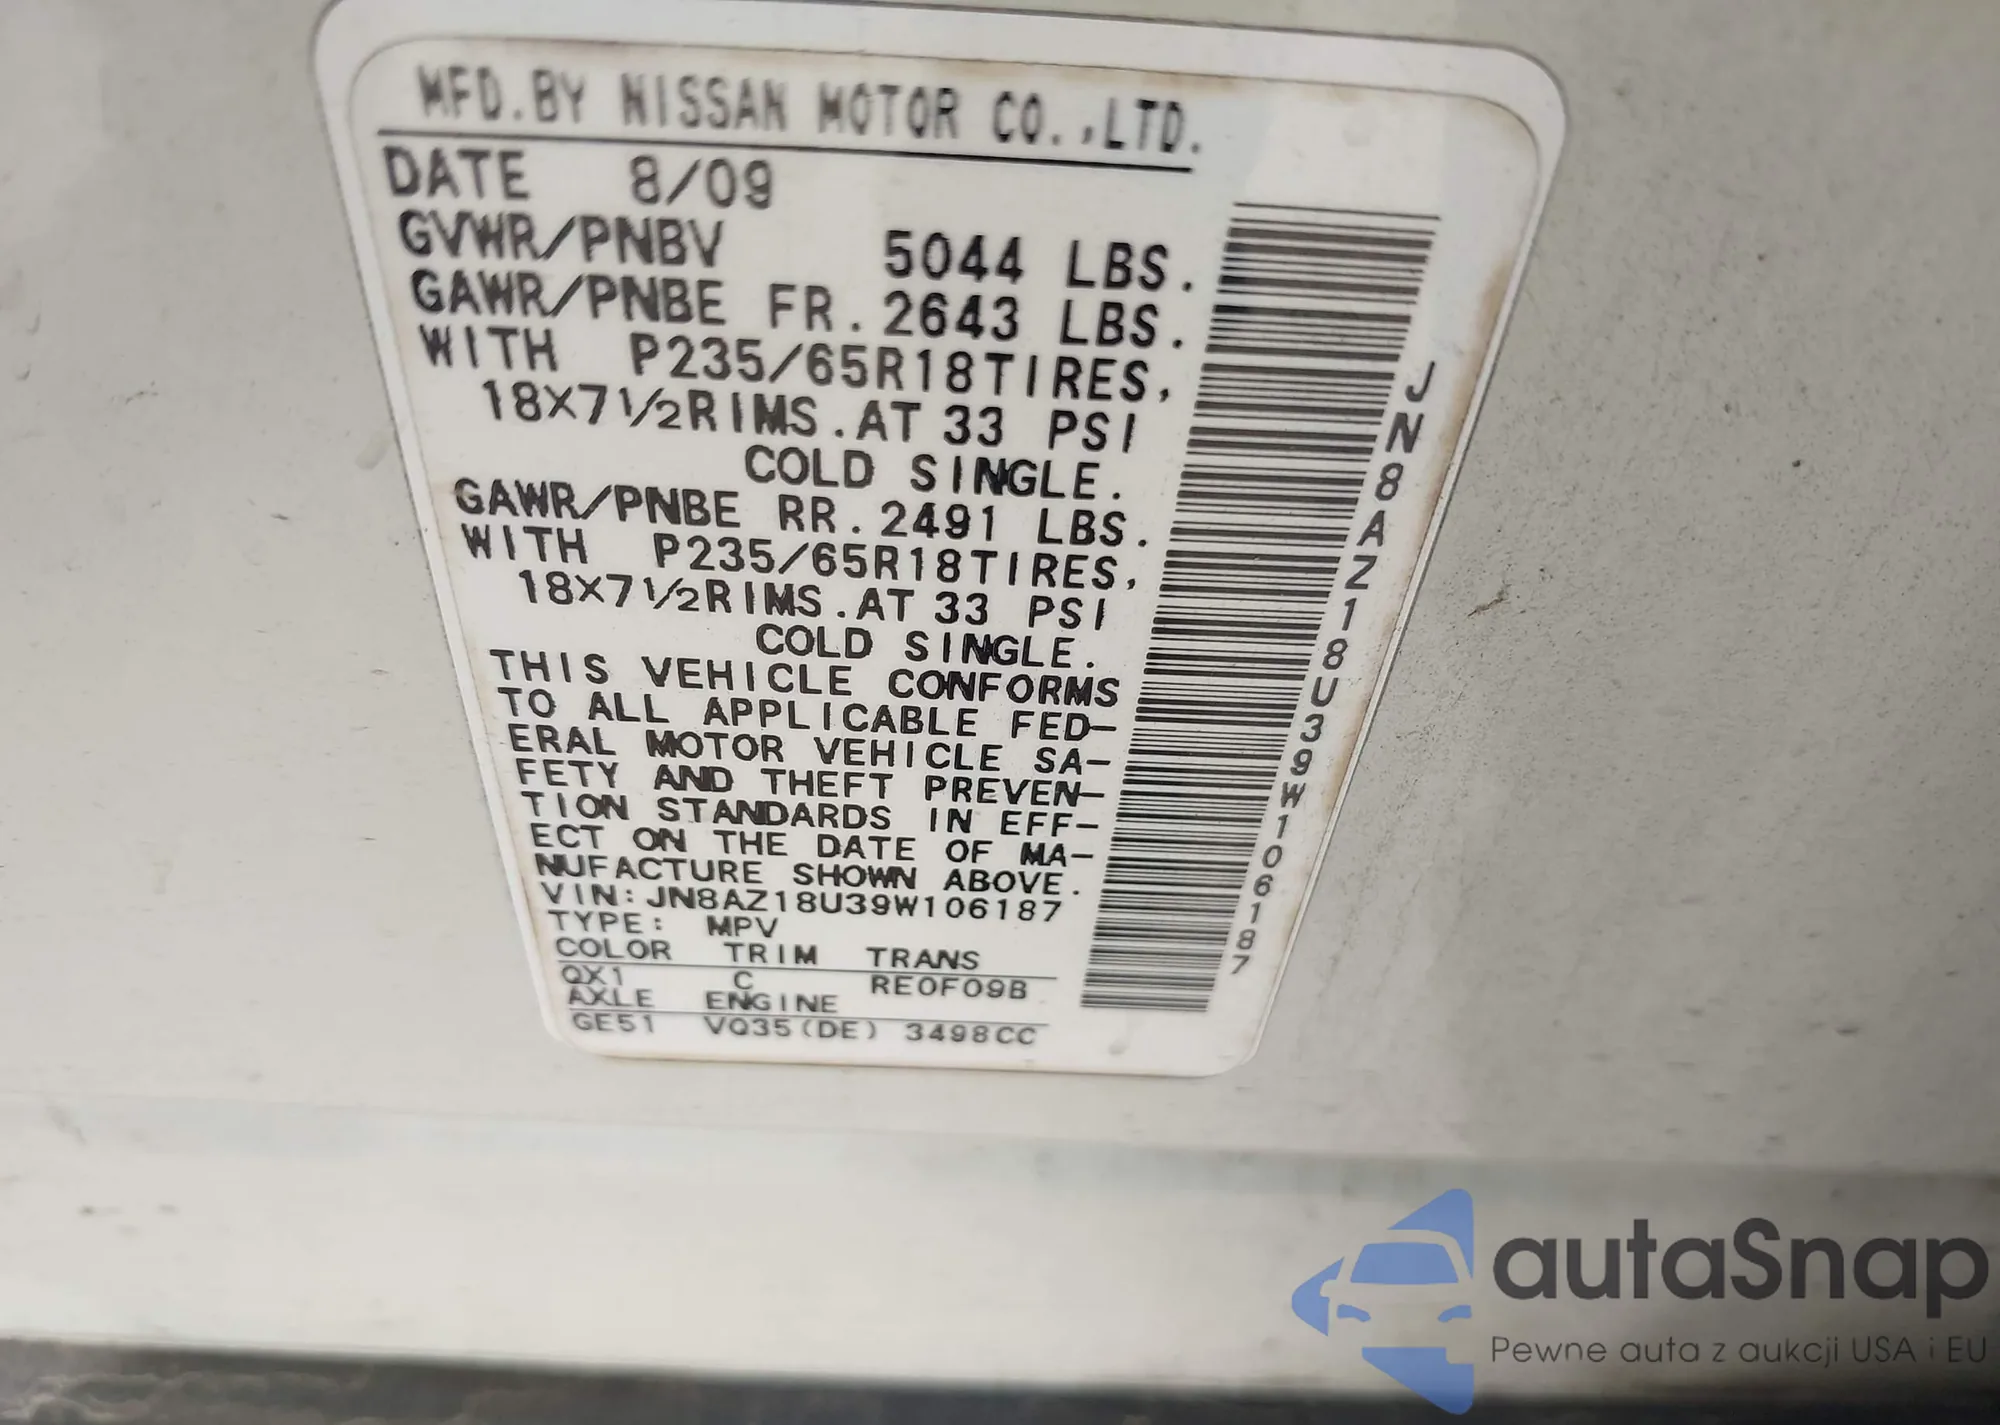 MFD.BY NISSAN MOTOR CO.,LTD.
DATE 8/09
GVWR/PNBV 5044 LBS.
GAWR/PNBE FR. 2643 LBS.
WITH P235/65R18TIRES,
18X7 1/2RIMS.AT 33 PSI
COLD SINGLE.
GAWR/PNBE RR. 2491 LBS.
WITH P235/65R18TIRES,
18X7 1/2RIMS.AT 33 PSI
COLD SINGLE.
THIS VEHICLE CONFORMS
TO ALL APPLICABLE FED-
ERAL MOTOR VEHICLE SA-
FETY AND THEFT PREVEN-
TION STANDARDS IN EFF-
ECT ON THE DATE OF MA-
NUFACTURE SHOWN ABOVE.
VIN:JN8AZ18U39W106187
TYPE: MPV
COLOR TRIM TRANS
QX1 C RE0F09B
AXLE ENGINE
GE51 VQ35(DE) 3498CC
JN8AZ18U39W106187
autaSnap
Pewne auta z aukcji USA i EU